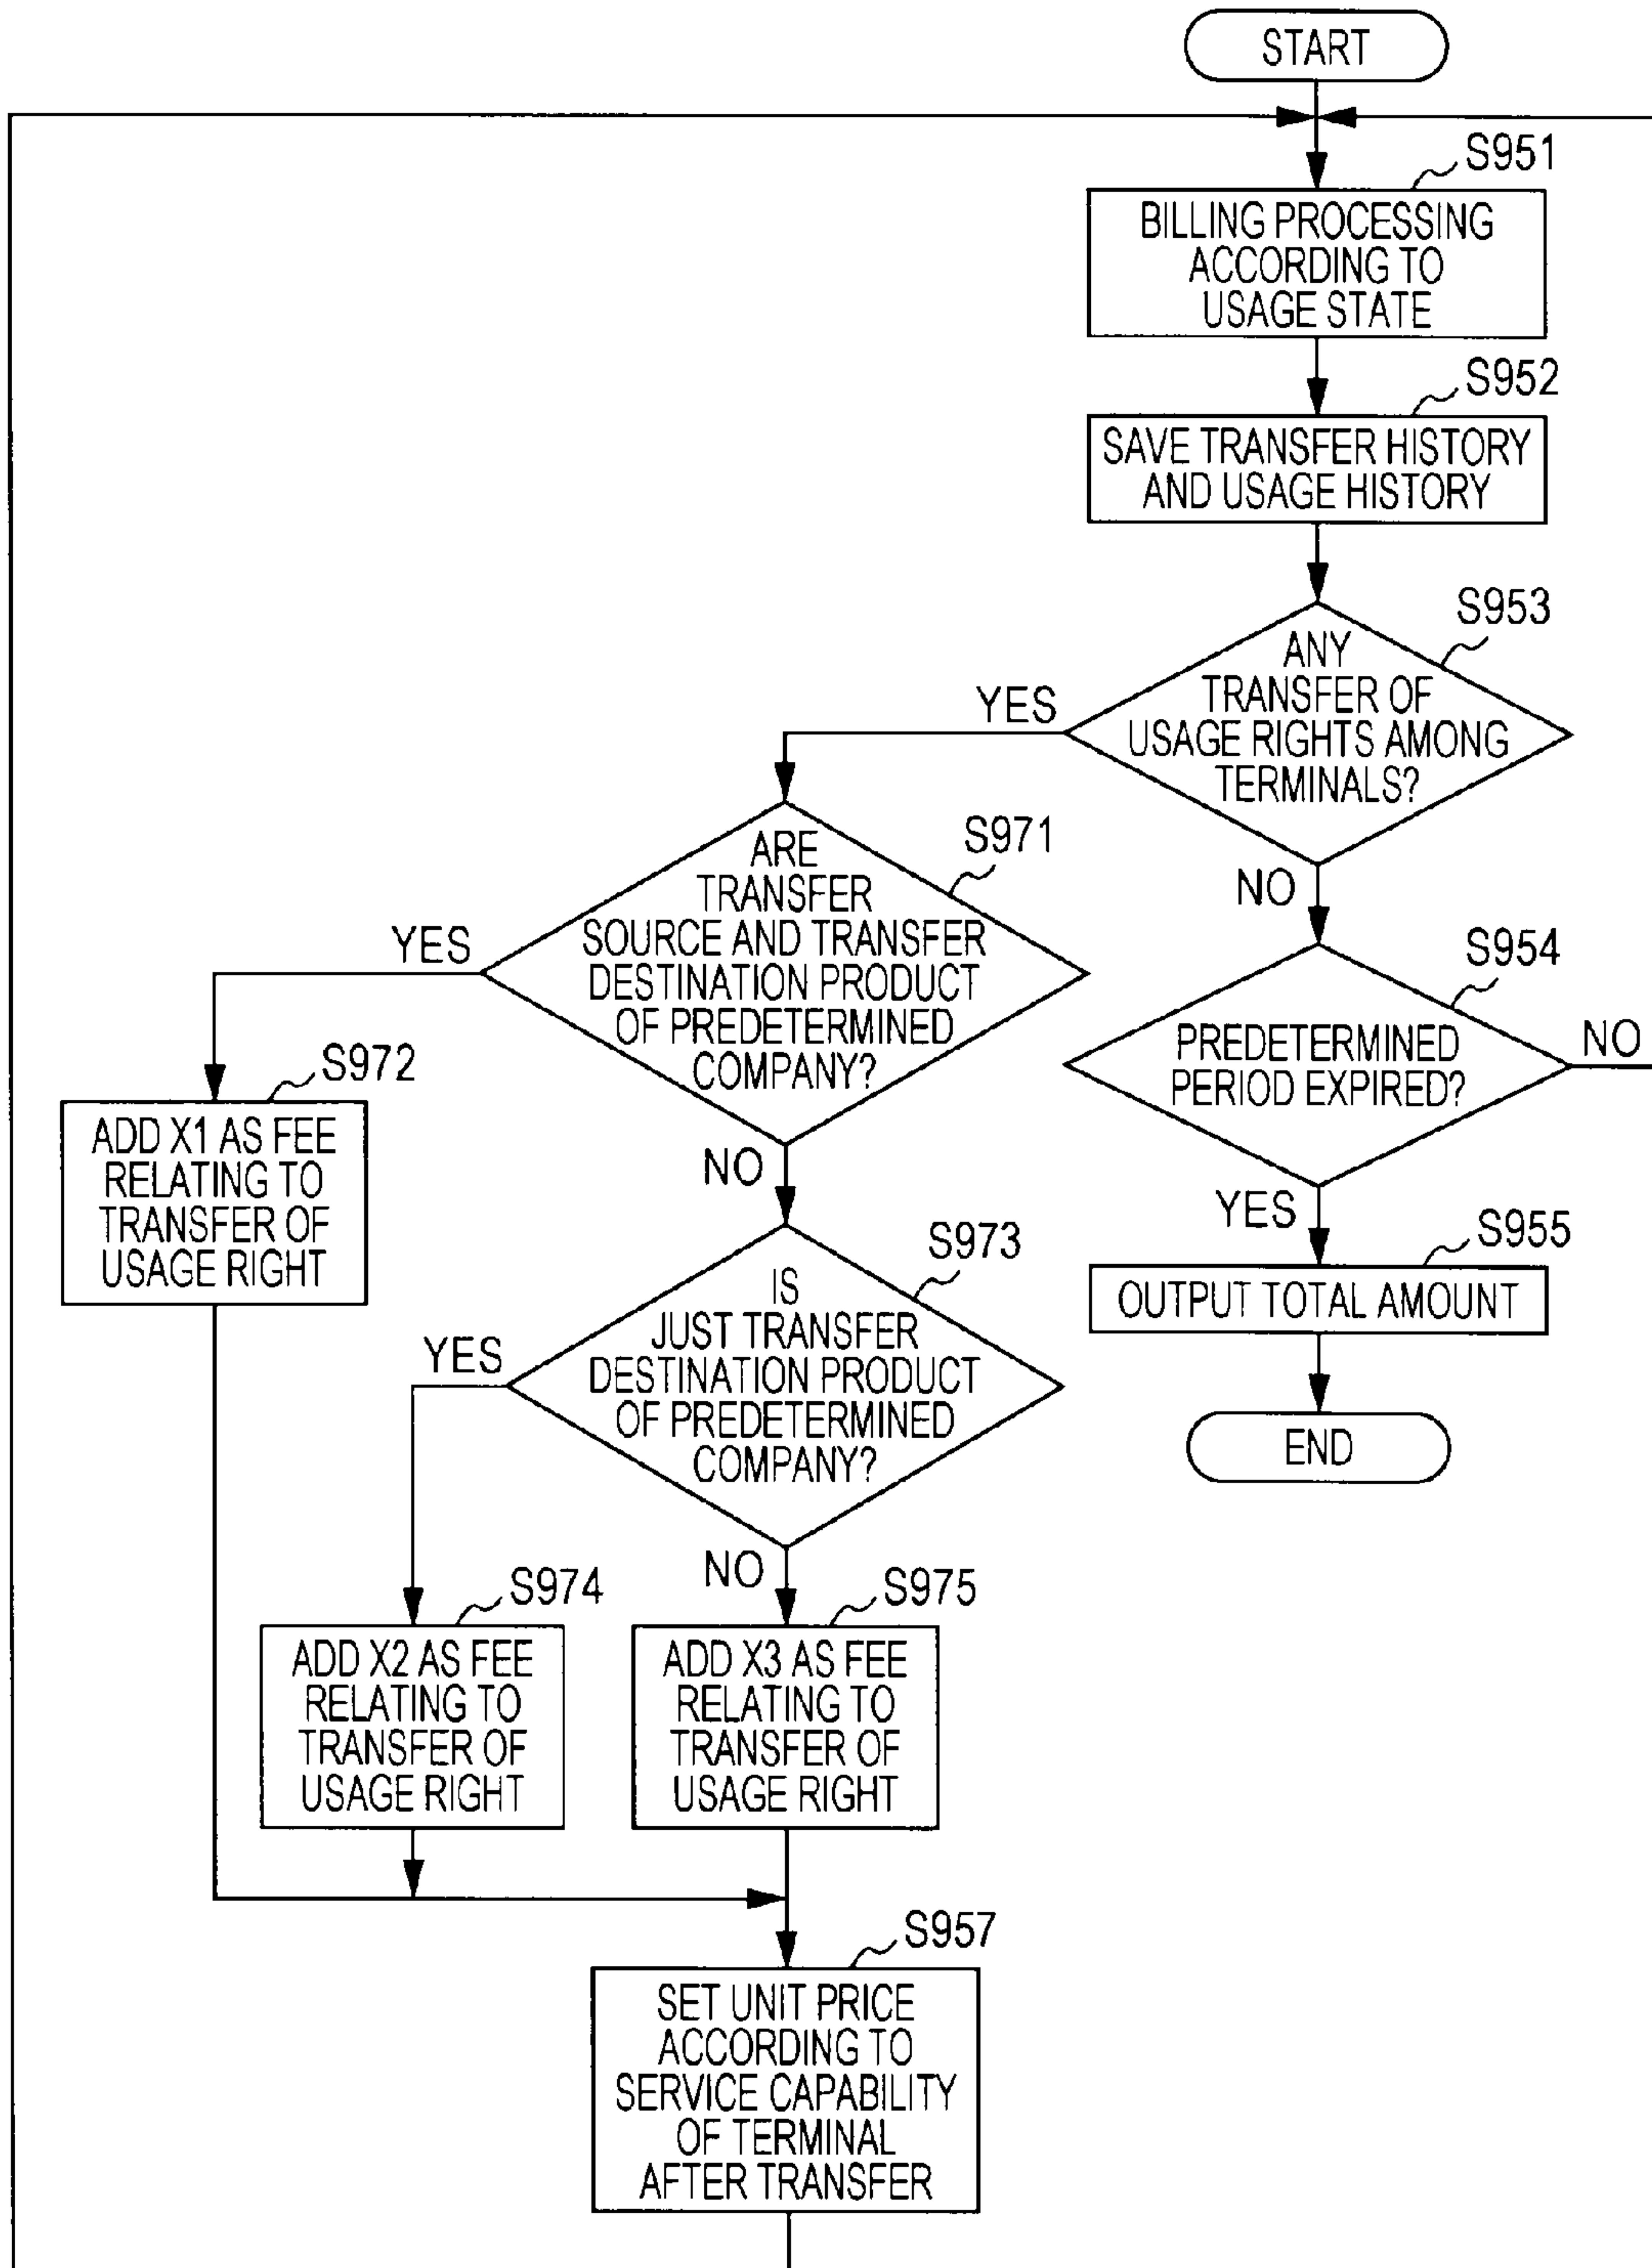 START
S951
BILLING PROCESSING
ACCORDING TO
USAGE STATE
S952
SAVE TRANSFER HISTORY
AND USAGE HISTORY
S953
ANY
TRANSFER OF
USAGE RIGHTS AMONG
TERMINALS?
YES
NO
S971
ARE
TRANSFER
SOURCE AND TRANSFER
DESTINATION PRODUCT
OF PREDETERMINED
COMPANY?
YES
NO
S954
PREDETERMINED
PERIOD EXPIRED?
NO
YES
S972
ADD X1 AS FEE
RELATING TO
TRANSFER OF
USAGE RIGHT
S955
OUTPUT TOTAL AMOUNT
END
S973
IS
JUST TRANSFER
DESTINATION PRODUCT
OF PREDETERMINED
COMPANY?
YES
NO
S974
ADD X2 AS FEE
RELATING TO
TRANSFER OF
USAGE RIGHT
S975
ADD X3 AS FEE
RELATING TO
TRANSFER OF
USAGE RIGHT
S957
SET UNIT PRICE
ACCORDING TO
SERVICE CAPABILITY
OF TERMINAL
AFTER TRANSFER